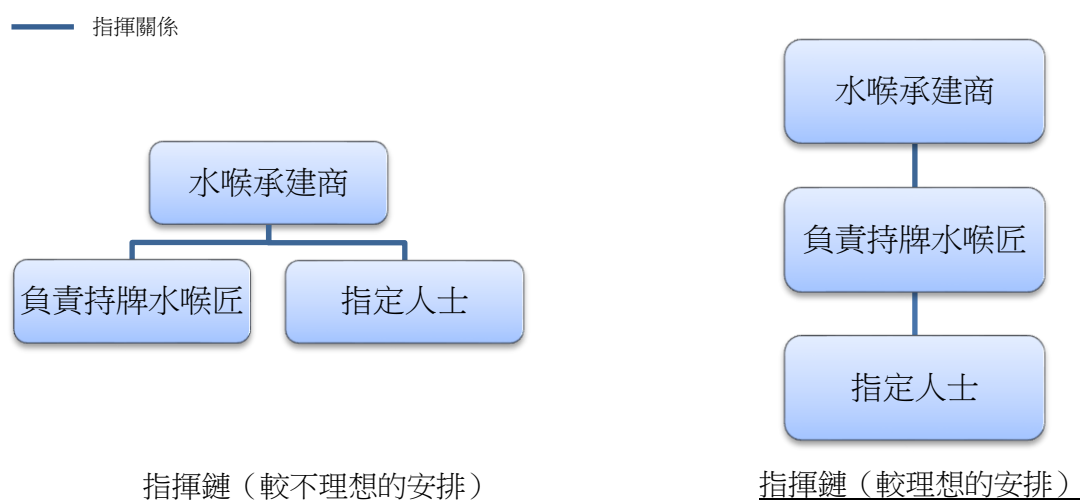 指揮關係
水喉承建商
負責持牌水喉匠
指定人士
指揮鏈（較不理想的安排）
水喉承建商
負責持牌水喉匠
指定人士
指揮鏈（較理想的安排）